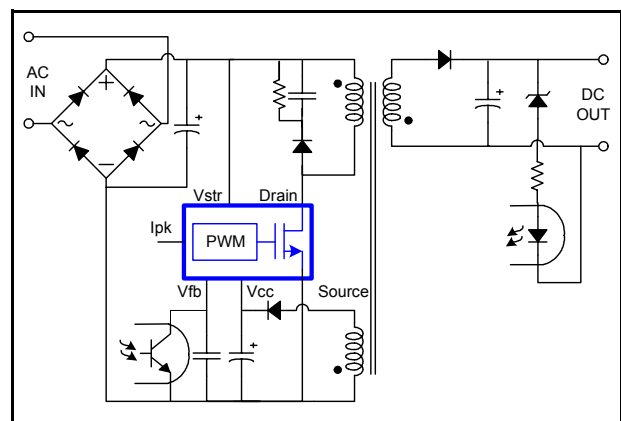 AC
IN
+
~
~
−
+
+
DC
OUT
Vstr
Drain
Ipk
PWM
Vfb
Vcc
Source
+